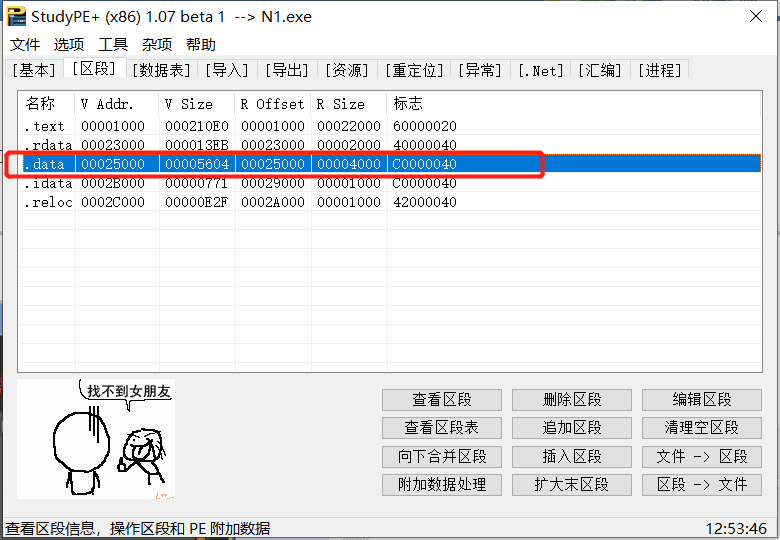 StudyPE+ (x86) 1.07 beta 1 --> N1.exe
文件 选项 工具 杂项 帮助
[基本] [区段] [数据表] [导入] [导出] [资源] [重定位] [异常] [.Net] [汇编] [进程]
名称 V Addr. V Size R Offset R Size 标志
.text 00001000 000210E0 00001000 00022000 60000020
.rdata 00023000 000013EB 00023000 00002000 40000040
.data 00025000 00005604 00025000 00004000 C0000040
.idata 0002B000 00000771 00029000 00001000 C0000040
.reloc 0002C000 00000E2F 0002A000 00001000 42000040
找不到女朋友
查看区段 删除区段 编辑区段
查看区段表 追加区段 清理空区段
向下合并区段 插入区段 文件 -> 区段
附加数据处理 扩大末区段 区段 -> 文件
查看区段信息，操作区段和 PE 附加数据 12:53:46